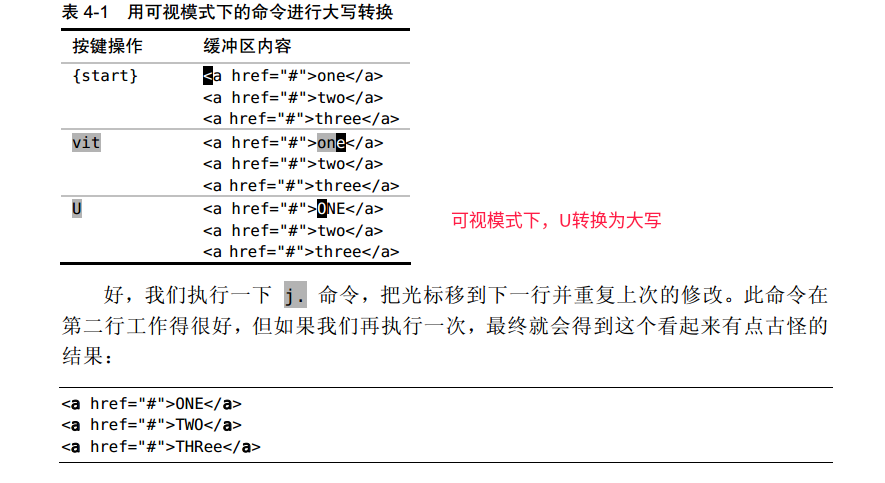 表 4-1 用可视模式下的命令进行大写转换
按键操作 缓冲区内容
{start} <a href="#">one</a>
<a href="#">two</a>
<a href="#">three</a>
vit <a href="#">one</a>
<a href="#">two</a>
<a href="#">three</a>
U <a href="#">ONE</a>
<a href="#">two</a>
<a href="#">three</a>
可视模式下，U转换为大写
好，我们执行一下 j. 命令，把光标移到下一行并重复上次的修改。此命令在
第二行工作得很好，但如果我们再执行一次，最终就会得到这个看起来有点古怪的
结果：
<a href="#">ONE</a>
<a href="#">TWO</a>
<a href="#">THRee</a>